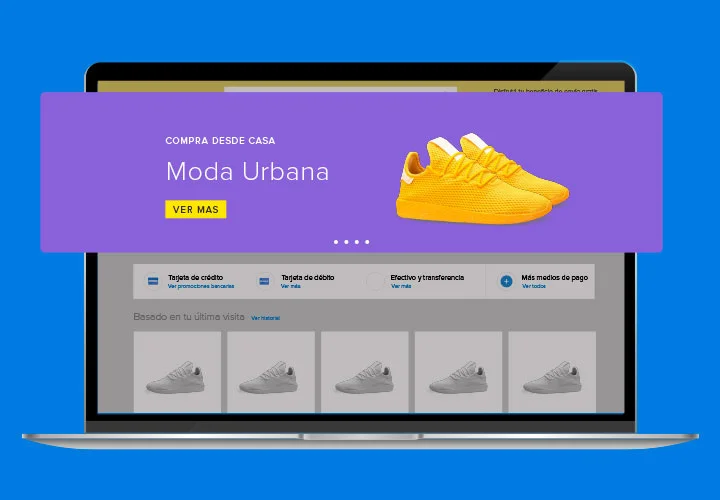 Disfrutá tu beneficio de envío gratis
COMPRA DESDE CASA
Moda Urbana
VER MAS
Tarjeta de crédito
Ver promociones bancarias
Tarjeta de débito
Ver más
Efectivo y transferencia
Ver más
Más medios de pago
Ver todos
Basado en tu última visita Ver historial